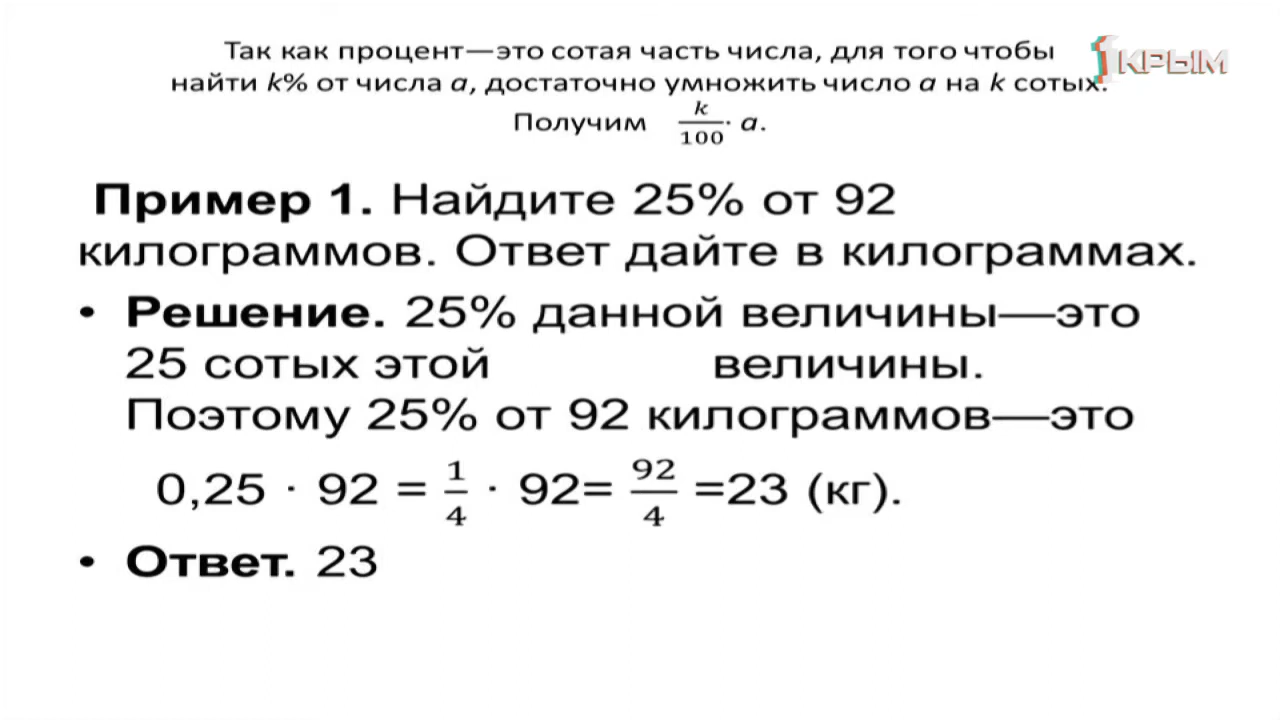 Так как процент—это сотая часть числа, для того чтобы
найти k% от числа a, достаточно умножить число a на k сотых.
Получим k/100 · a.
1 КРЫМ
Пример 1. Найдите 25% от 92
килограммов. Ответ дайте в килограммах.
• Решение. 25% данной величины—это
25 сотых этой величины.
Поэтому 25% от 92 килограммов—это
0,25 · 92 = 1/4 · 92= 92/4 =23 (кг).
• Ответ. 23